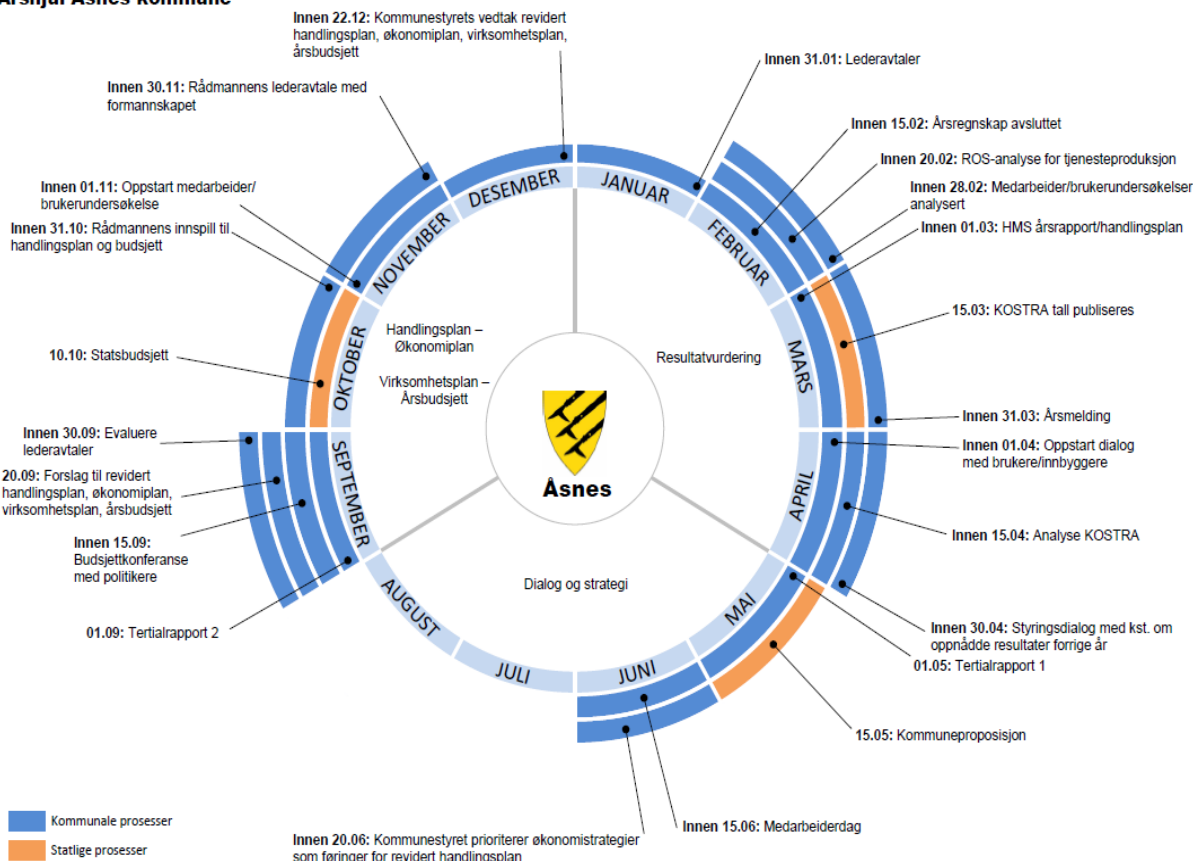 Årshjul Åsnes kommune
Innen 22.12: Kommunestyrets vedtak revidert
handlingsplan, økonomiplan, virksomhetsplan,
årsbudsjett
Innen 31.01: Lederavtaler
Innen 30.11: Rådmannens lederavtale med
formannskapet
Innen 15.02: Årsregnskap avsluttet
Innen 20.02: ROS-analyse for tjenesteproduksjon
Innen 28.02: Medarbeider/brukerundersøkelser
analysert
Innen 01.03: HMS årsrapport/handlingsplan
Innen 01.11: Oppstart medarbeider/
brukerundersøkelse
Innen 31.10: Rådmannens innspill til
handlingsplan og budsjett
15.03: KOSTRA tall publiseres
10.10: Statsbudsjett
Innen 31.03: Årsmelding
Innen 01.04: Oppstart dialog
med brukere/innbyggere
Innen 30.09: Evaluere
lederavtaler
20.09: Forslag til revidert
handlingsplan, økonomiplan,
virksomhetsplan, årsbudsjett
Innen 15.09:
Budsjettkonferanse
med politikere
Innen 15.04: Analyse KOSTRA
01.09: Tertialrapport 2
Innen 30.04: Styringsdialog med kst. om
oppnådde resultater forrige år
01.05: Tertialrapport 1
15.05: Kommuneproposisjon
Innen 15.06: Medarbeiderdag
Innen 20.06: Kommunestyret prioriterer økonomistrategier
som føringer for revidert handlingsplan
JANUAR
FEBRUAR
MARS
APRIL
MAI
JUNI
JULI
AUGUST
SEPTEMBER
OKTOBER
NOVEMBER
DESEMBER
Handlingsplan –
Økonomiplan
Virksomhetsplan –
Årsbudsjett
Resultatvurdering
Åsnes
Dialog og strategi
Kommunale prosesser
Statlige prosesser